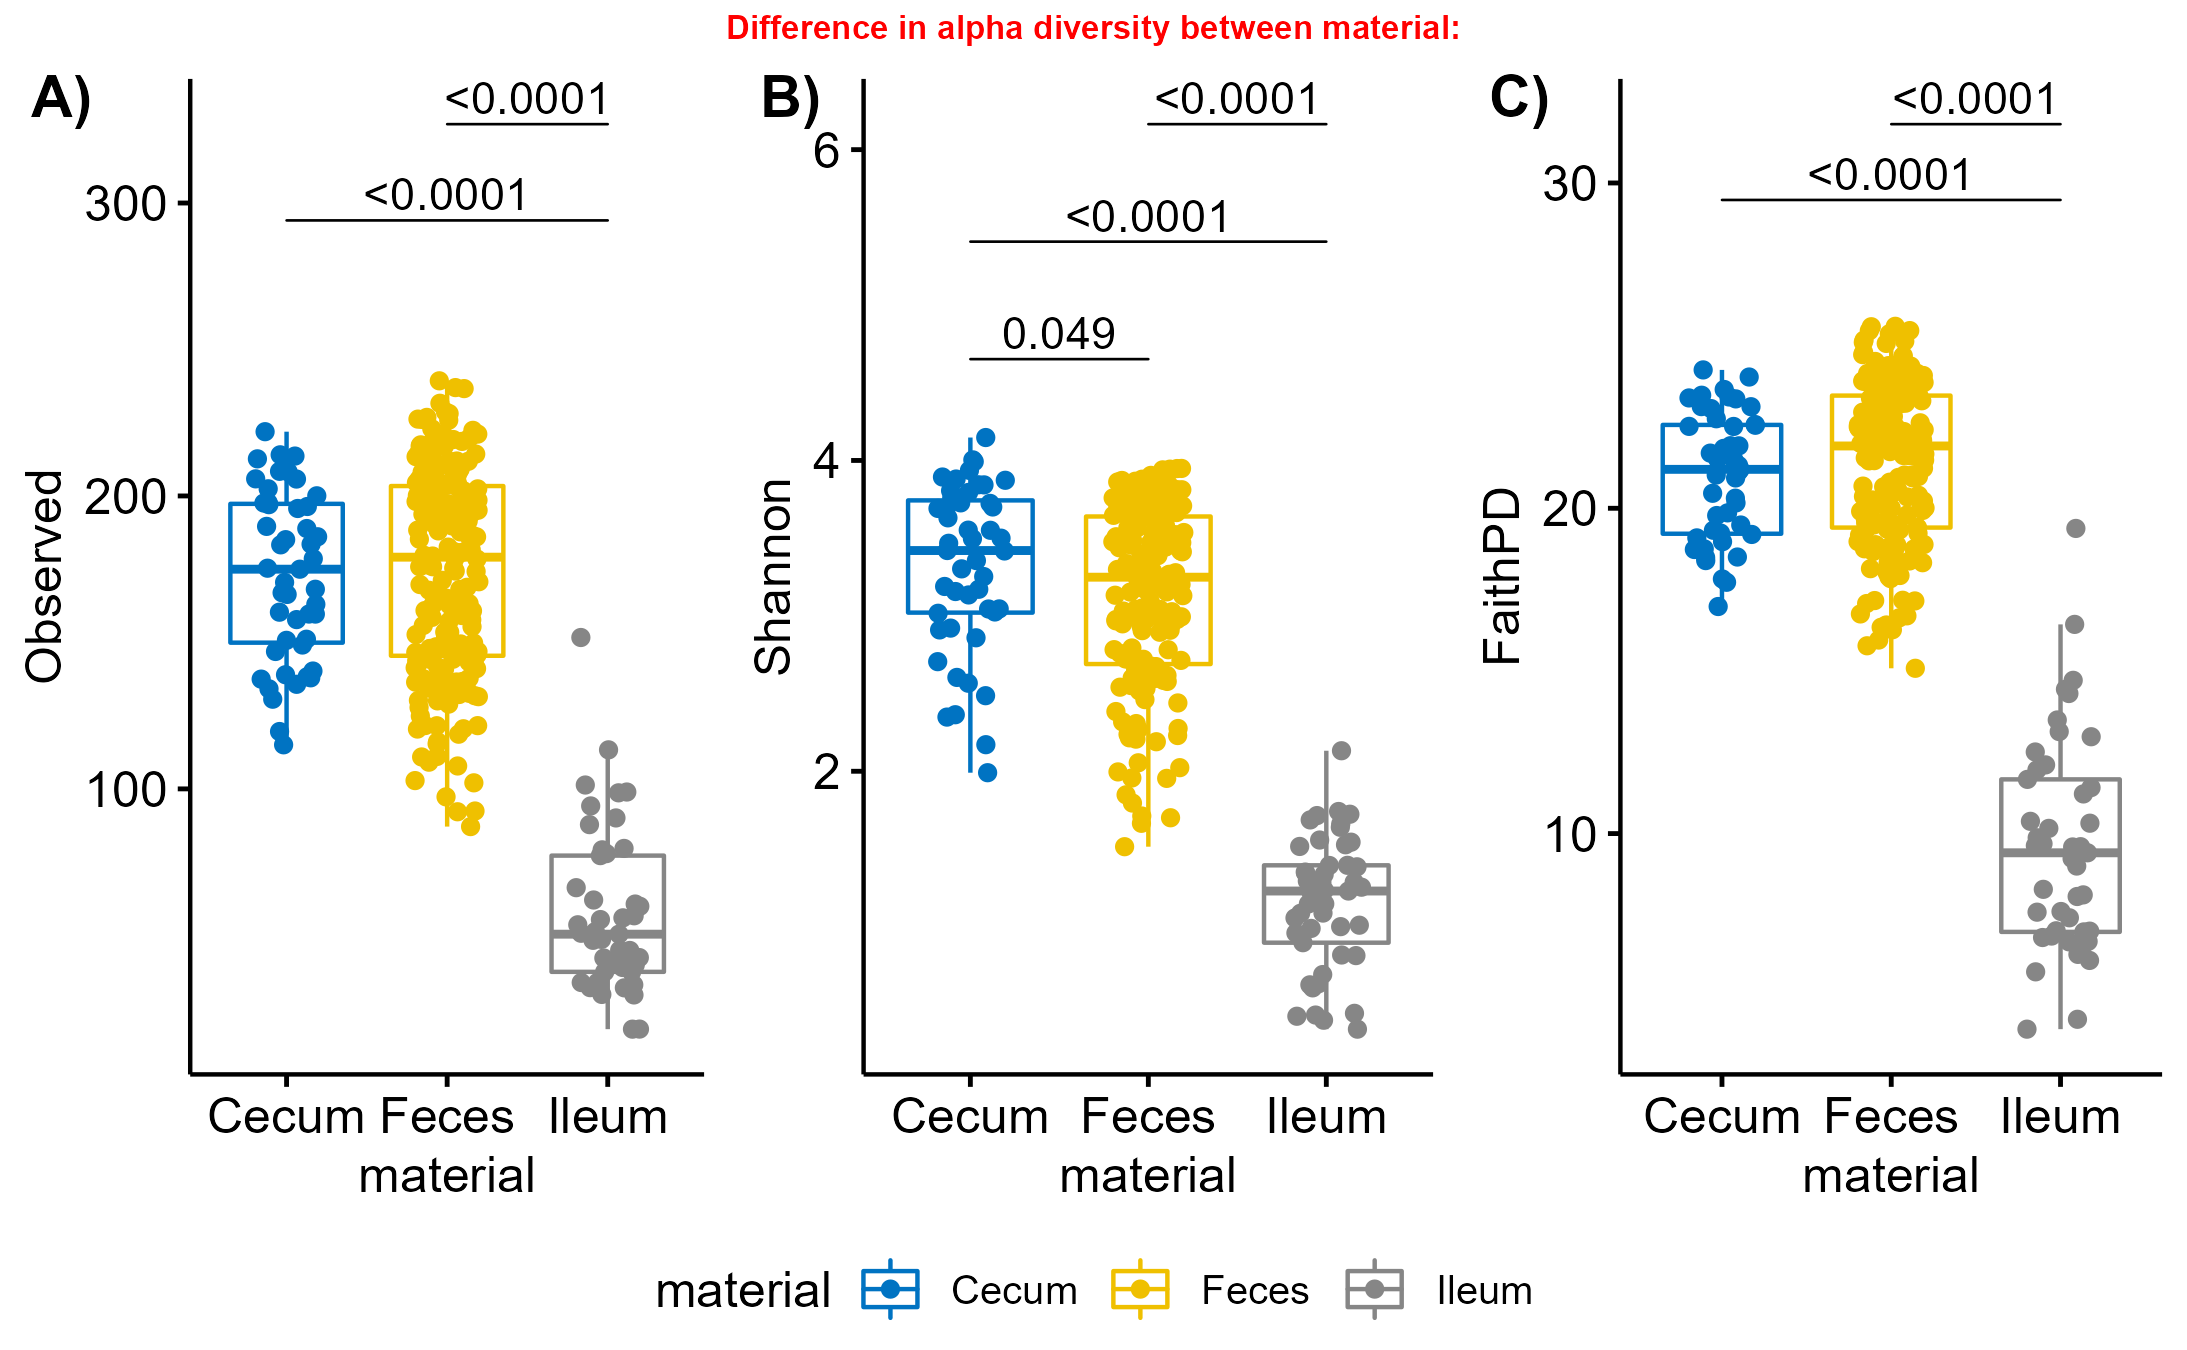 Difference in alpha diversity between material:
A)
<0.0001
<0.0001
300
200
100
Observed
Cecum Feces Ileum
material
B)
<0.0001
<0.0001
0.049
6
4
2
Shannon
Cecum Feces Ileum
material
C)
<0.0001
<0.0001
30
20
10
FaithPD
Cecum Feces Ileum
material
material Cecum Feces Ileum